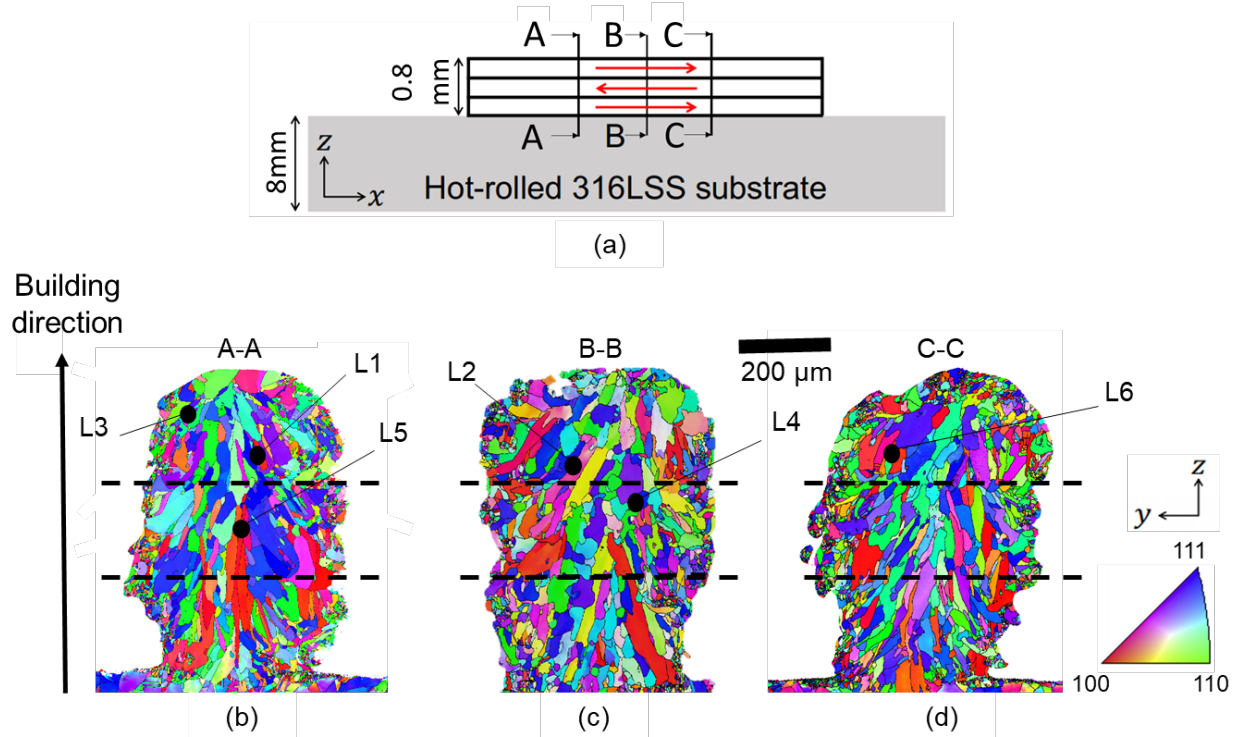 A B C
0.8
mm
A B C
8mm
z
x
Hot-rolled 316LSS substrate
(a)
Building
direction
A-A
B-B
C-C
L1
L2
200 μm
L6
L3
L5
L4
z
y
111
100
110
(b)
(c)
(d)